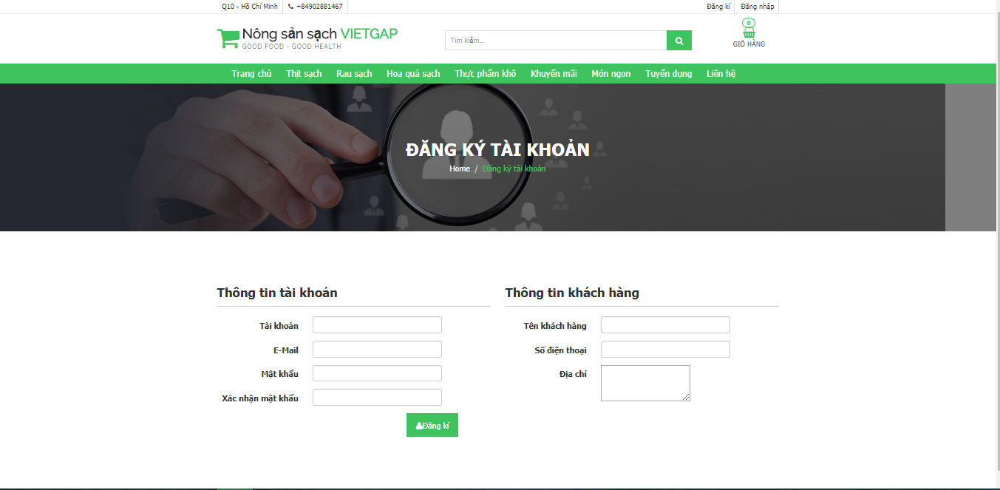 Q10 - Hồ Chí Minh +84902881467 Đăng kí Đăng nhập
Nông sản sạch VIETGAP
GOOD FOOD - GOOD HEALTH
Tìm kiếm...
0
GIỎ HÀNG
Trang chủ Thịt sạch Rau sạch Hoa quả sạch Thực phẩm khô Khuyến mãi Món ngon Tuyển dụng Liên hệ
ĐĂNG KÝ TÀI KHOẢN
Home / Đăng ký tài khoản
Thông tin tài khoản
Tài khoản
E-Mail
Mật khẩu
Xác nhận mật khẩu
Đăng kí
Thông tin khách hàng
Tên khách hàng
Số điện thoại
Địa chỉ